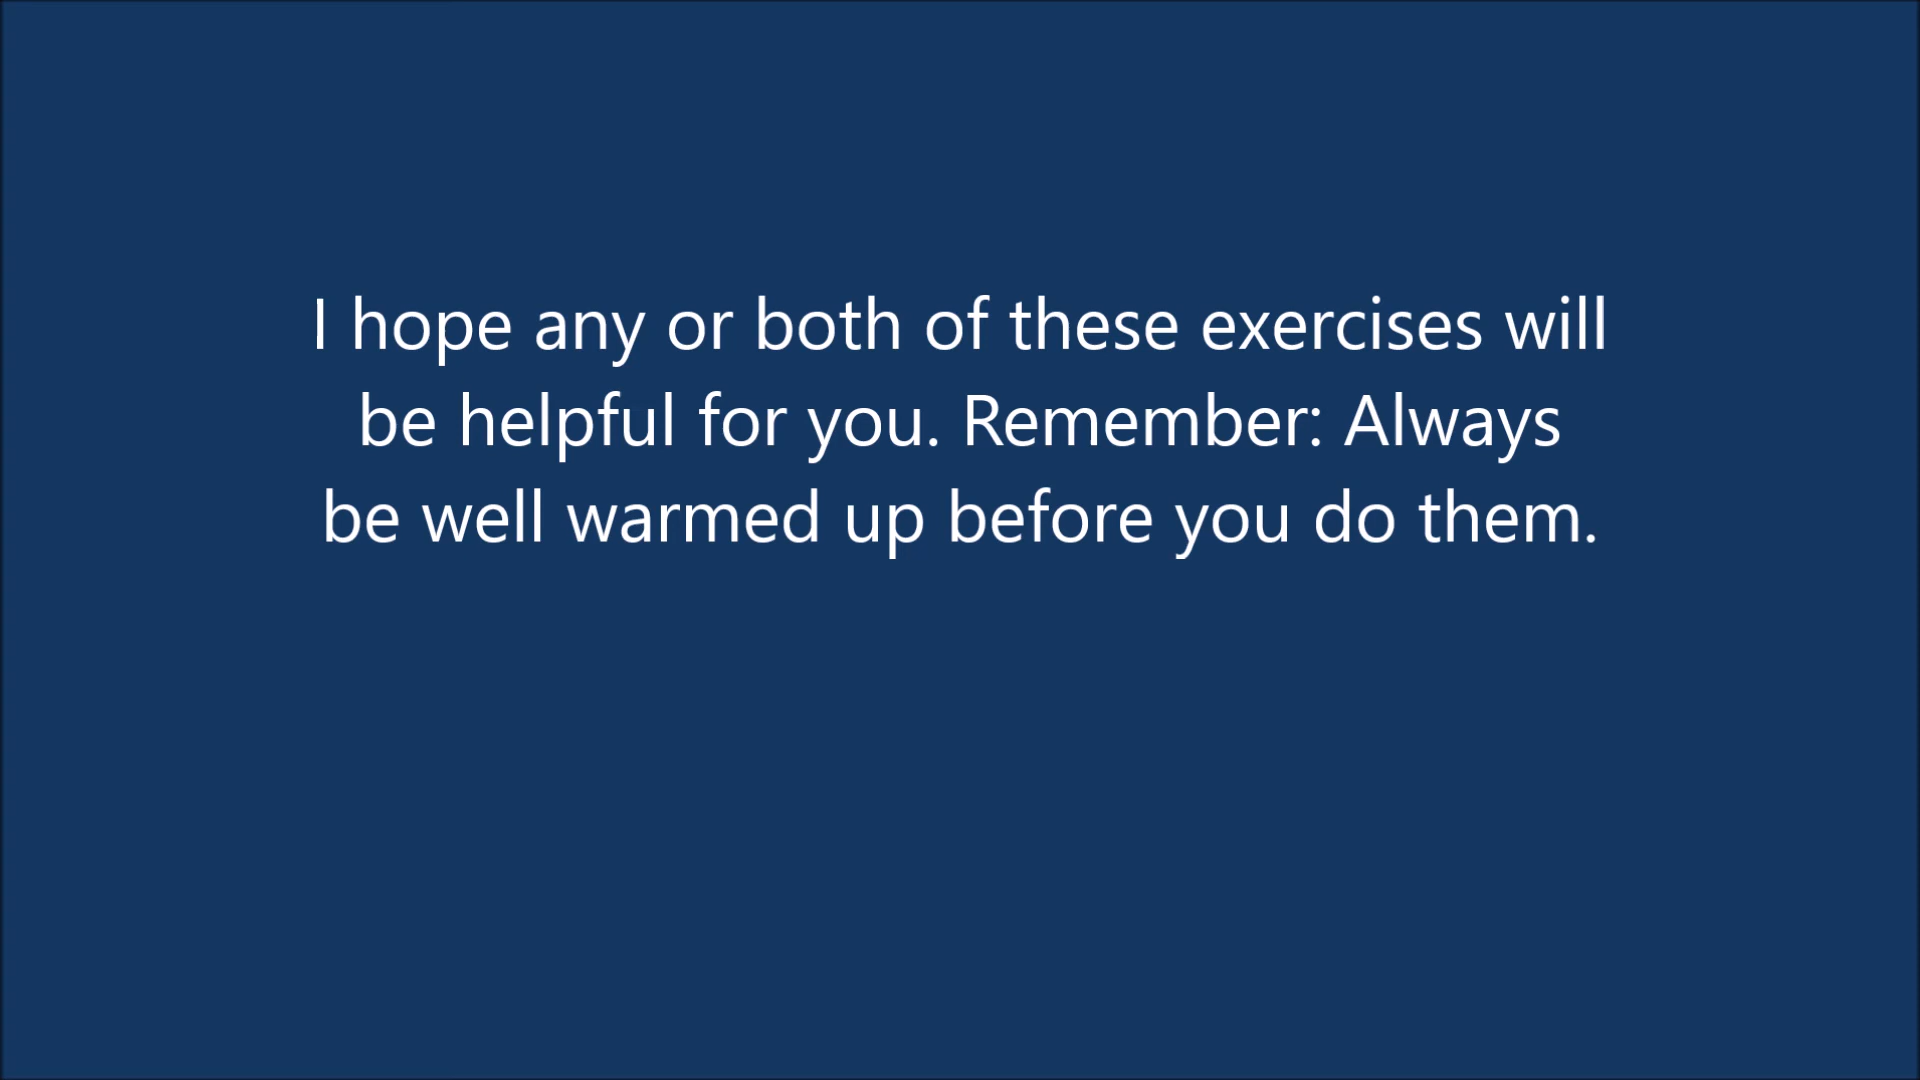 I hope any or both of these exercises will
be helpful for you. Remember: Always
be well warmed up before you do them.